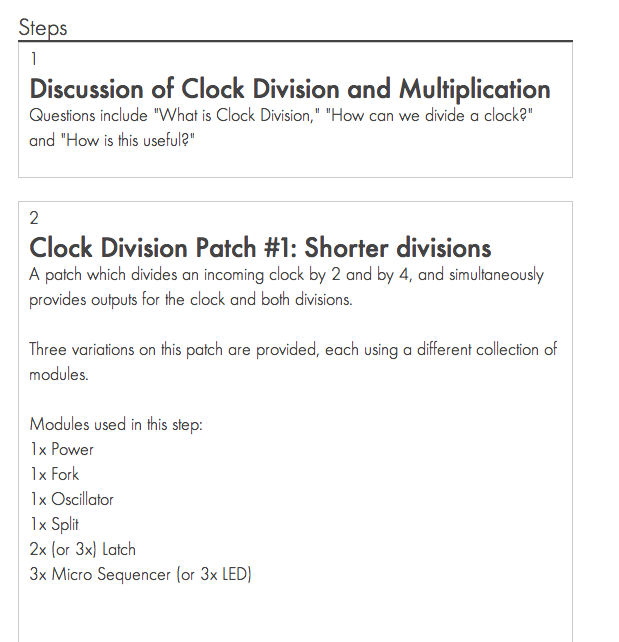 Steps
1
Discussion of Clock Division and Multiplication
Questions include "What is Clock Division," "How can we divide a clock?"
and "How is this useful?"
2
Clock Division Patch #1: Shorter divisions
A patch which divides an incoming clock by 2 and by 4, and simultaneously
provides outputs for the clock and both divisions.
Three variations on this patch are provided, each using a different collection of
modules.
Modules used in this step:
1x Power
1x Fork
1x Oscillator
1x Split
2x (or 3x) Latch
3x Micro Sequencer (or 3x LED)